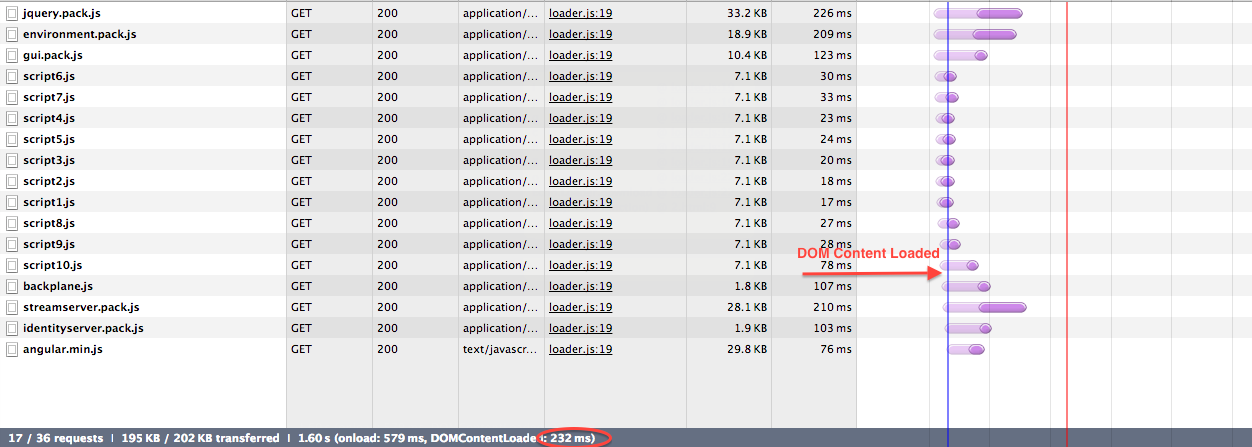 jquery.pack.js GET 200 application/... loader.js:19 33.2 KB 226 ms
environment.pack.js GET 200 application/... loader.js:19 18.9 KB 209 ms
gui.pack.js GET 200 application/... loader.js:19 10.4 KB 123 ms
script6.js GET 200 application/... loader.js:19 7.1 KB 30 ms
script7.js GET 200 application/... loader.js:19 7.1 KB 33 ms
script4.js GET 200 application/... loader.js:19 7.1 KB 23 ms
script5.js GET 200 application/... loader.js:19 7.1 KB 24 ms
script3.js GET 200 application/... loader.js:19 7.1 KB 20 ms
script2.js GET 200 application/... loader.js:19 7.1 KB 18 ms
script1.js GET 200 application/... loader.js:19 7.1 KB 17 ms
script8.js GET 200 application/... loader.js:19 7.1 KB 27 ms
script9.js GET 200 application/... loader.js:19 7.1 KB 28 ms
DOM Content Loaded
script10.js GET 200 application/... loader.js:19 7.1 KB 78 ms
backplane.js GET 200 application/... loader.js:19 1.8 KB 107 ms
streamserver.pack.js GET 200 application/... loader.js:19 28.1 KB 210 ms
identityserver.pack.js GET 200 application/... loader.js:19 1.9 KB 103 ms
angular.min.js GET 200 text/javascr... loader.js:19 29.8 KB 76 ms
17 / 36 requests | 195 KB / 202 KB transferred | 1.60 s (onload: 579 ms, DOMContentLoaded: 232 ms)